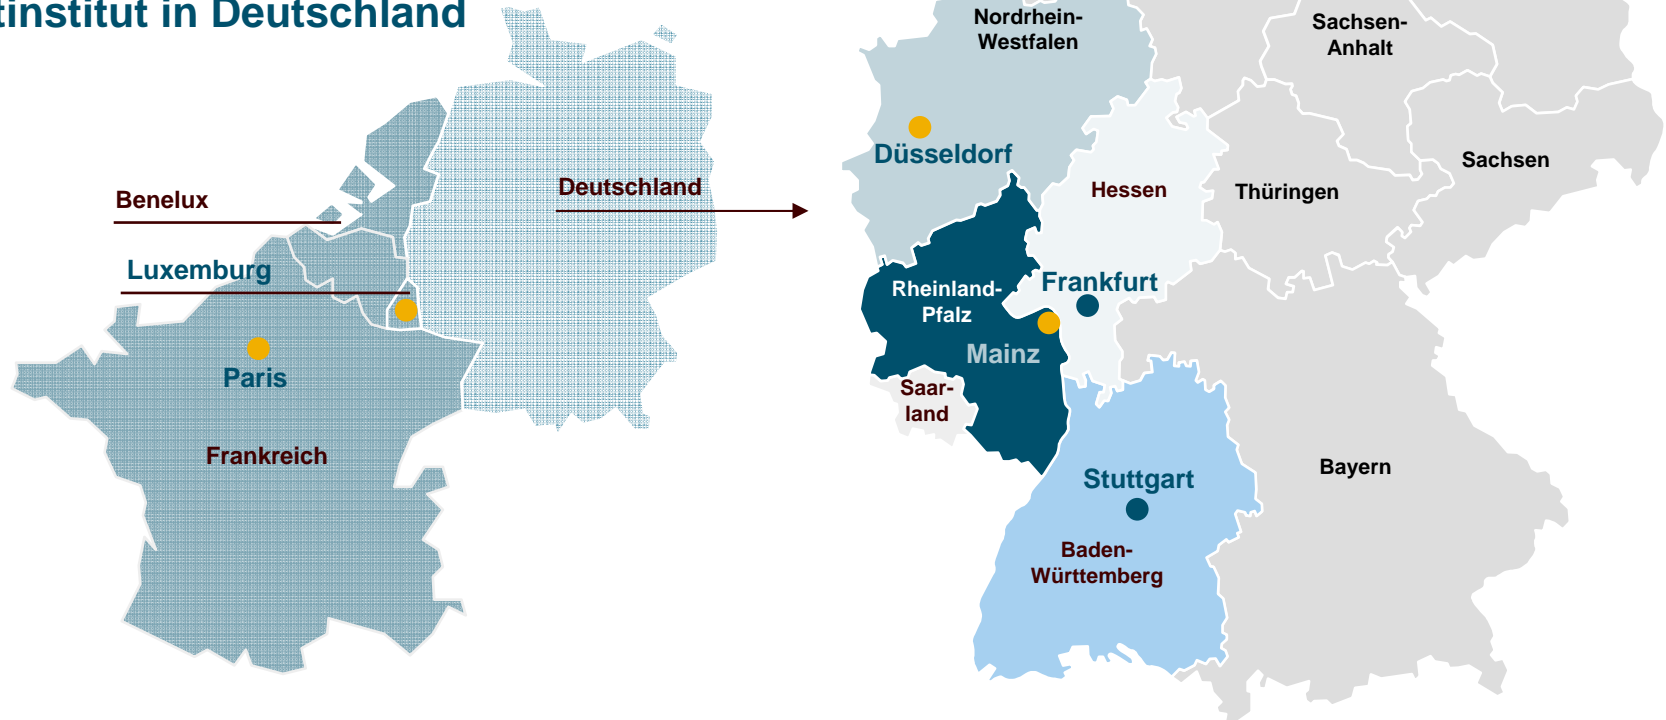 tinstitut in Deutschland
Benelux
Luxemburg
Deutschland
Paris
Frankreich
Nordrhein-
Westfalen
Sachsen-
Anhalt
Düsseldorf
Hessen
Thüringen
Sachsen
Rheinland-
Pfalz
Frankfurt
Mainz
Saar-
land
Stuttgart
Bayern
Baden-
Württemberg